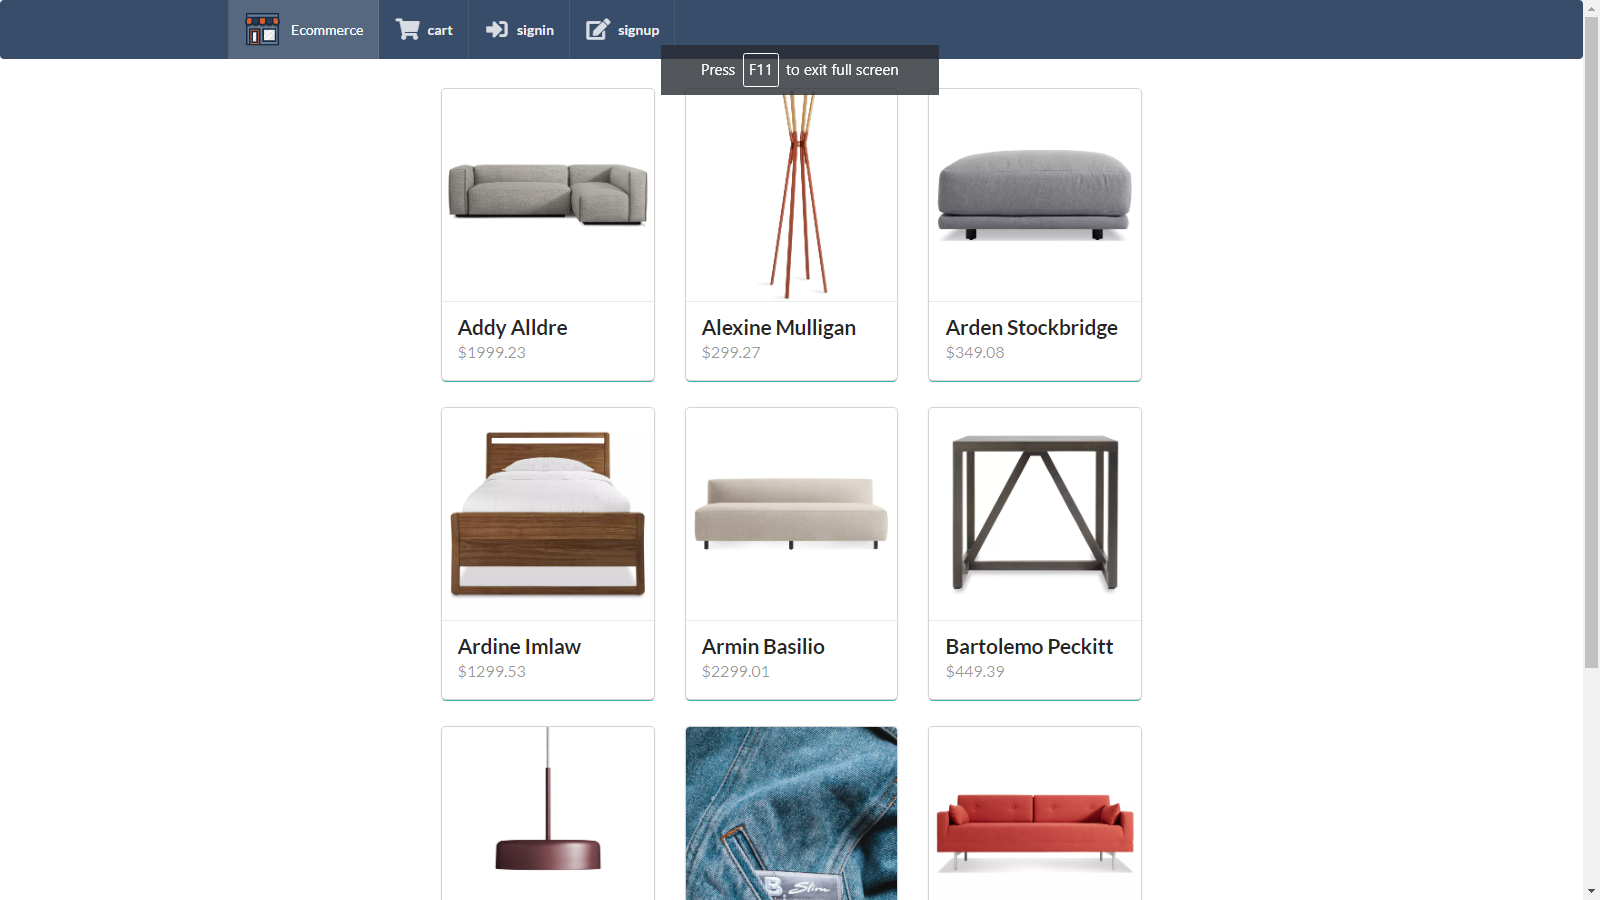 Ecommerce cart signin signup
Press F11 to exit full screen
Addy Alldre
$1999.23
Alexine Mulligan
$299.27
Arden Stockbridge
$349.08
Ardine Imlaw
$1299.53
Armin Basilio
$2299.01
Bartolemo Peckitt
$449.39
B. Slim